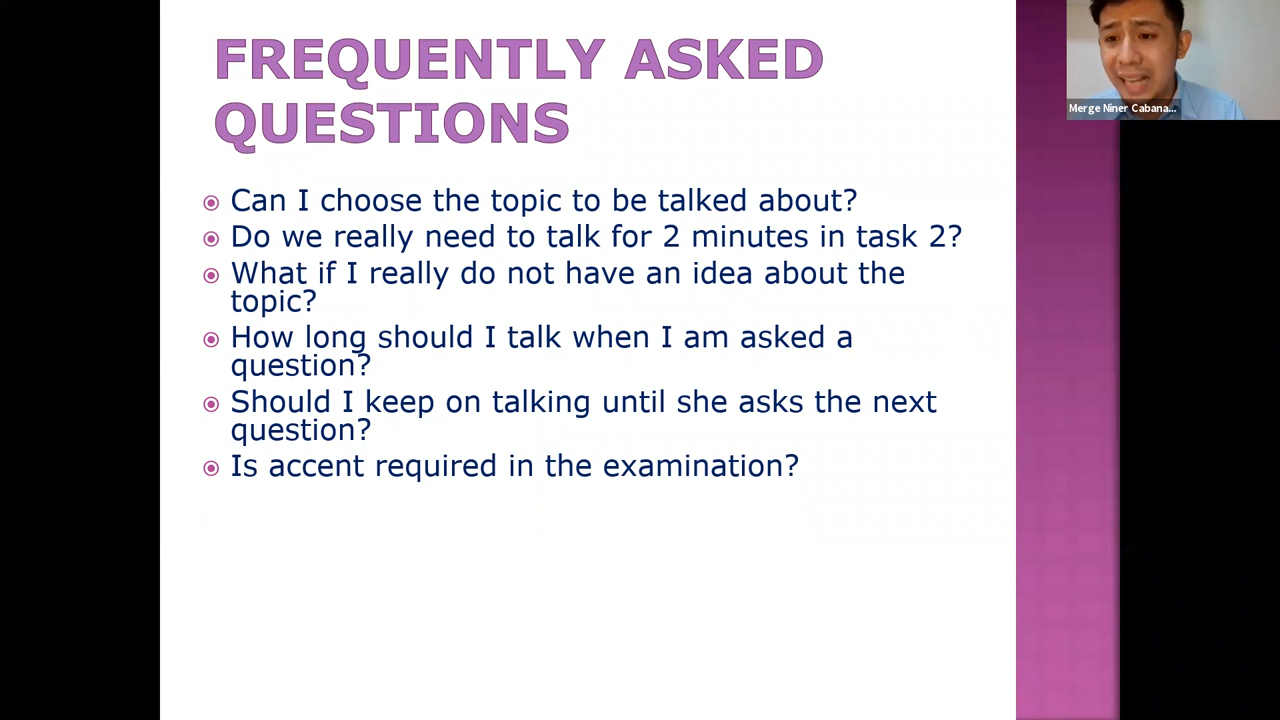 FREQUENTLY ASKED
QUESTIONS
Can I choose the topic to be talked about?
Do we really need to talk for 2 minutes in task 2?
What if I really do not have an idea about the
topic?
How long should I talk when I am asked a
question?
Should I keep on talking until she asks the next
question?
Is accent required in the examination?
Merge Niner Cabana...